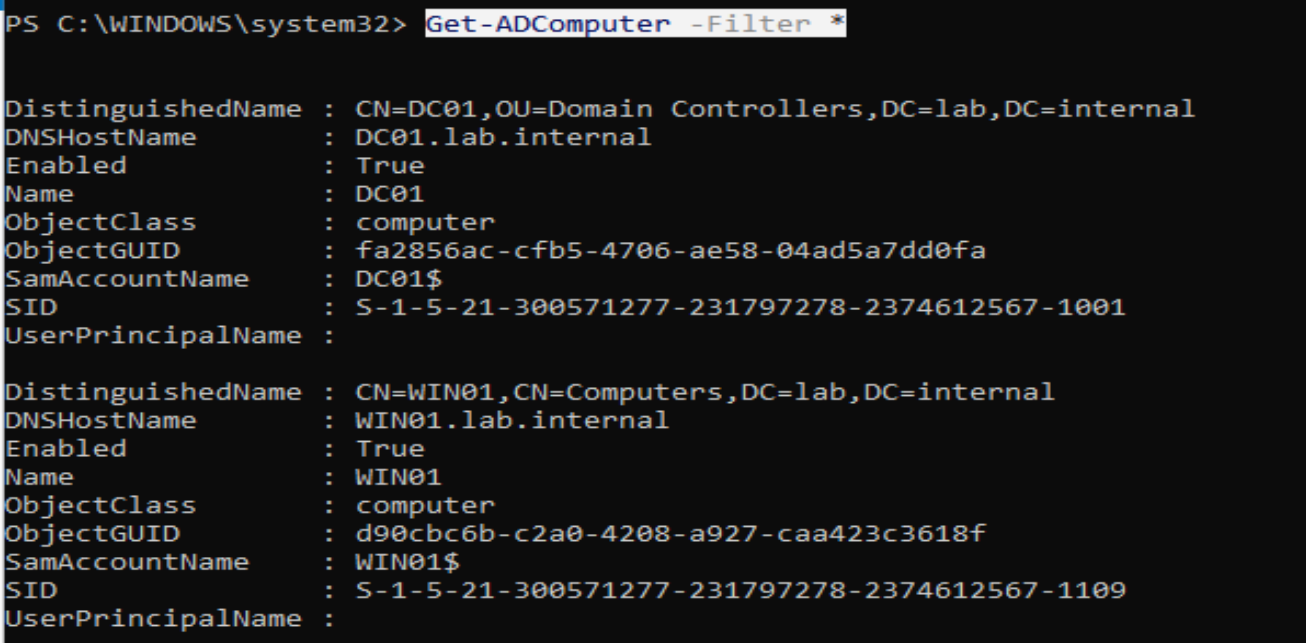 PS C:\WINDOWS\system32> Get-ADComputer -Filter *
DistinguishedName : CN=DC01,OU=Domain Controllers,DC=lab,DC=internal
DNSHostName       : DC01.lab.internal
Enabled           : True
Name              : DC01
ObjectClass       : computer
ObjectGUID        : fa2856ac-cfb5-4706-ae58-04ad5a7dd0fa
SamAccountName    : DC01$
SID               : S-1-5-21-300571277-231797278-2374612567-1001
UserPrincipalName :
DistinguishedName : CN=WIN01,CN=Computers,DC=lab,DC=internal
DNSHostName       : WIN01.lab.internal
Enabled           : True
Name              : WIN01
ObjectClass       : computer
ObjectGUID        : d90cbc6b-c2a0-4208-a927-caa423c3618f
SamAccountName    : WIN01$
SID               : S-1-5-21-300571277-231797278-2374612567-1109
UserPrincipalName :